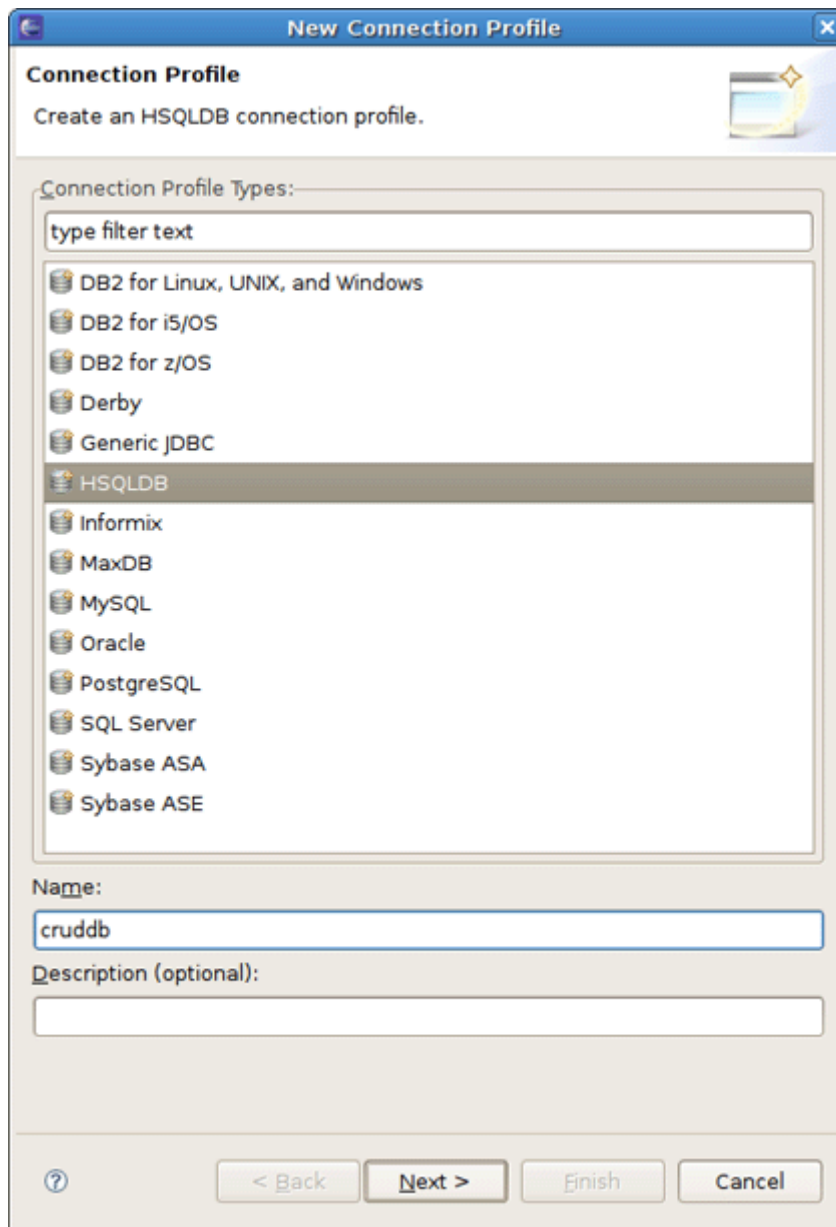 New Connection Profile
Connection Profile
Create an HSQLDB connection profile.
Connection Profile Types:
type filter text
DB2 for Linux, UNIX, and Windows
DB2 for i5/OS
DB2 for z/OS
Derby
Generic JDBC
HSQLDB
Informix
MaxDB
MySQL
Oracle
PostgreSQL
SQL Server
Sybase ASA
Sybase ASE
Name:
cruddb
Description (optional):
< Back Next > Finish Cancel